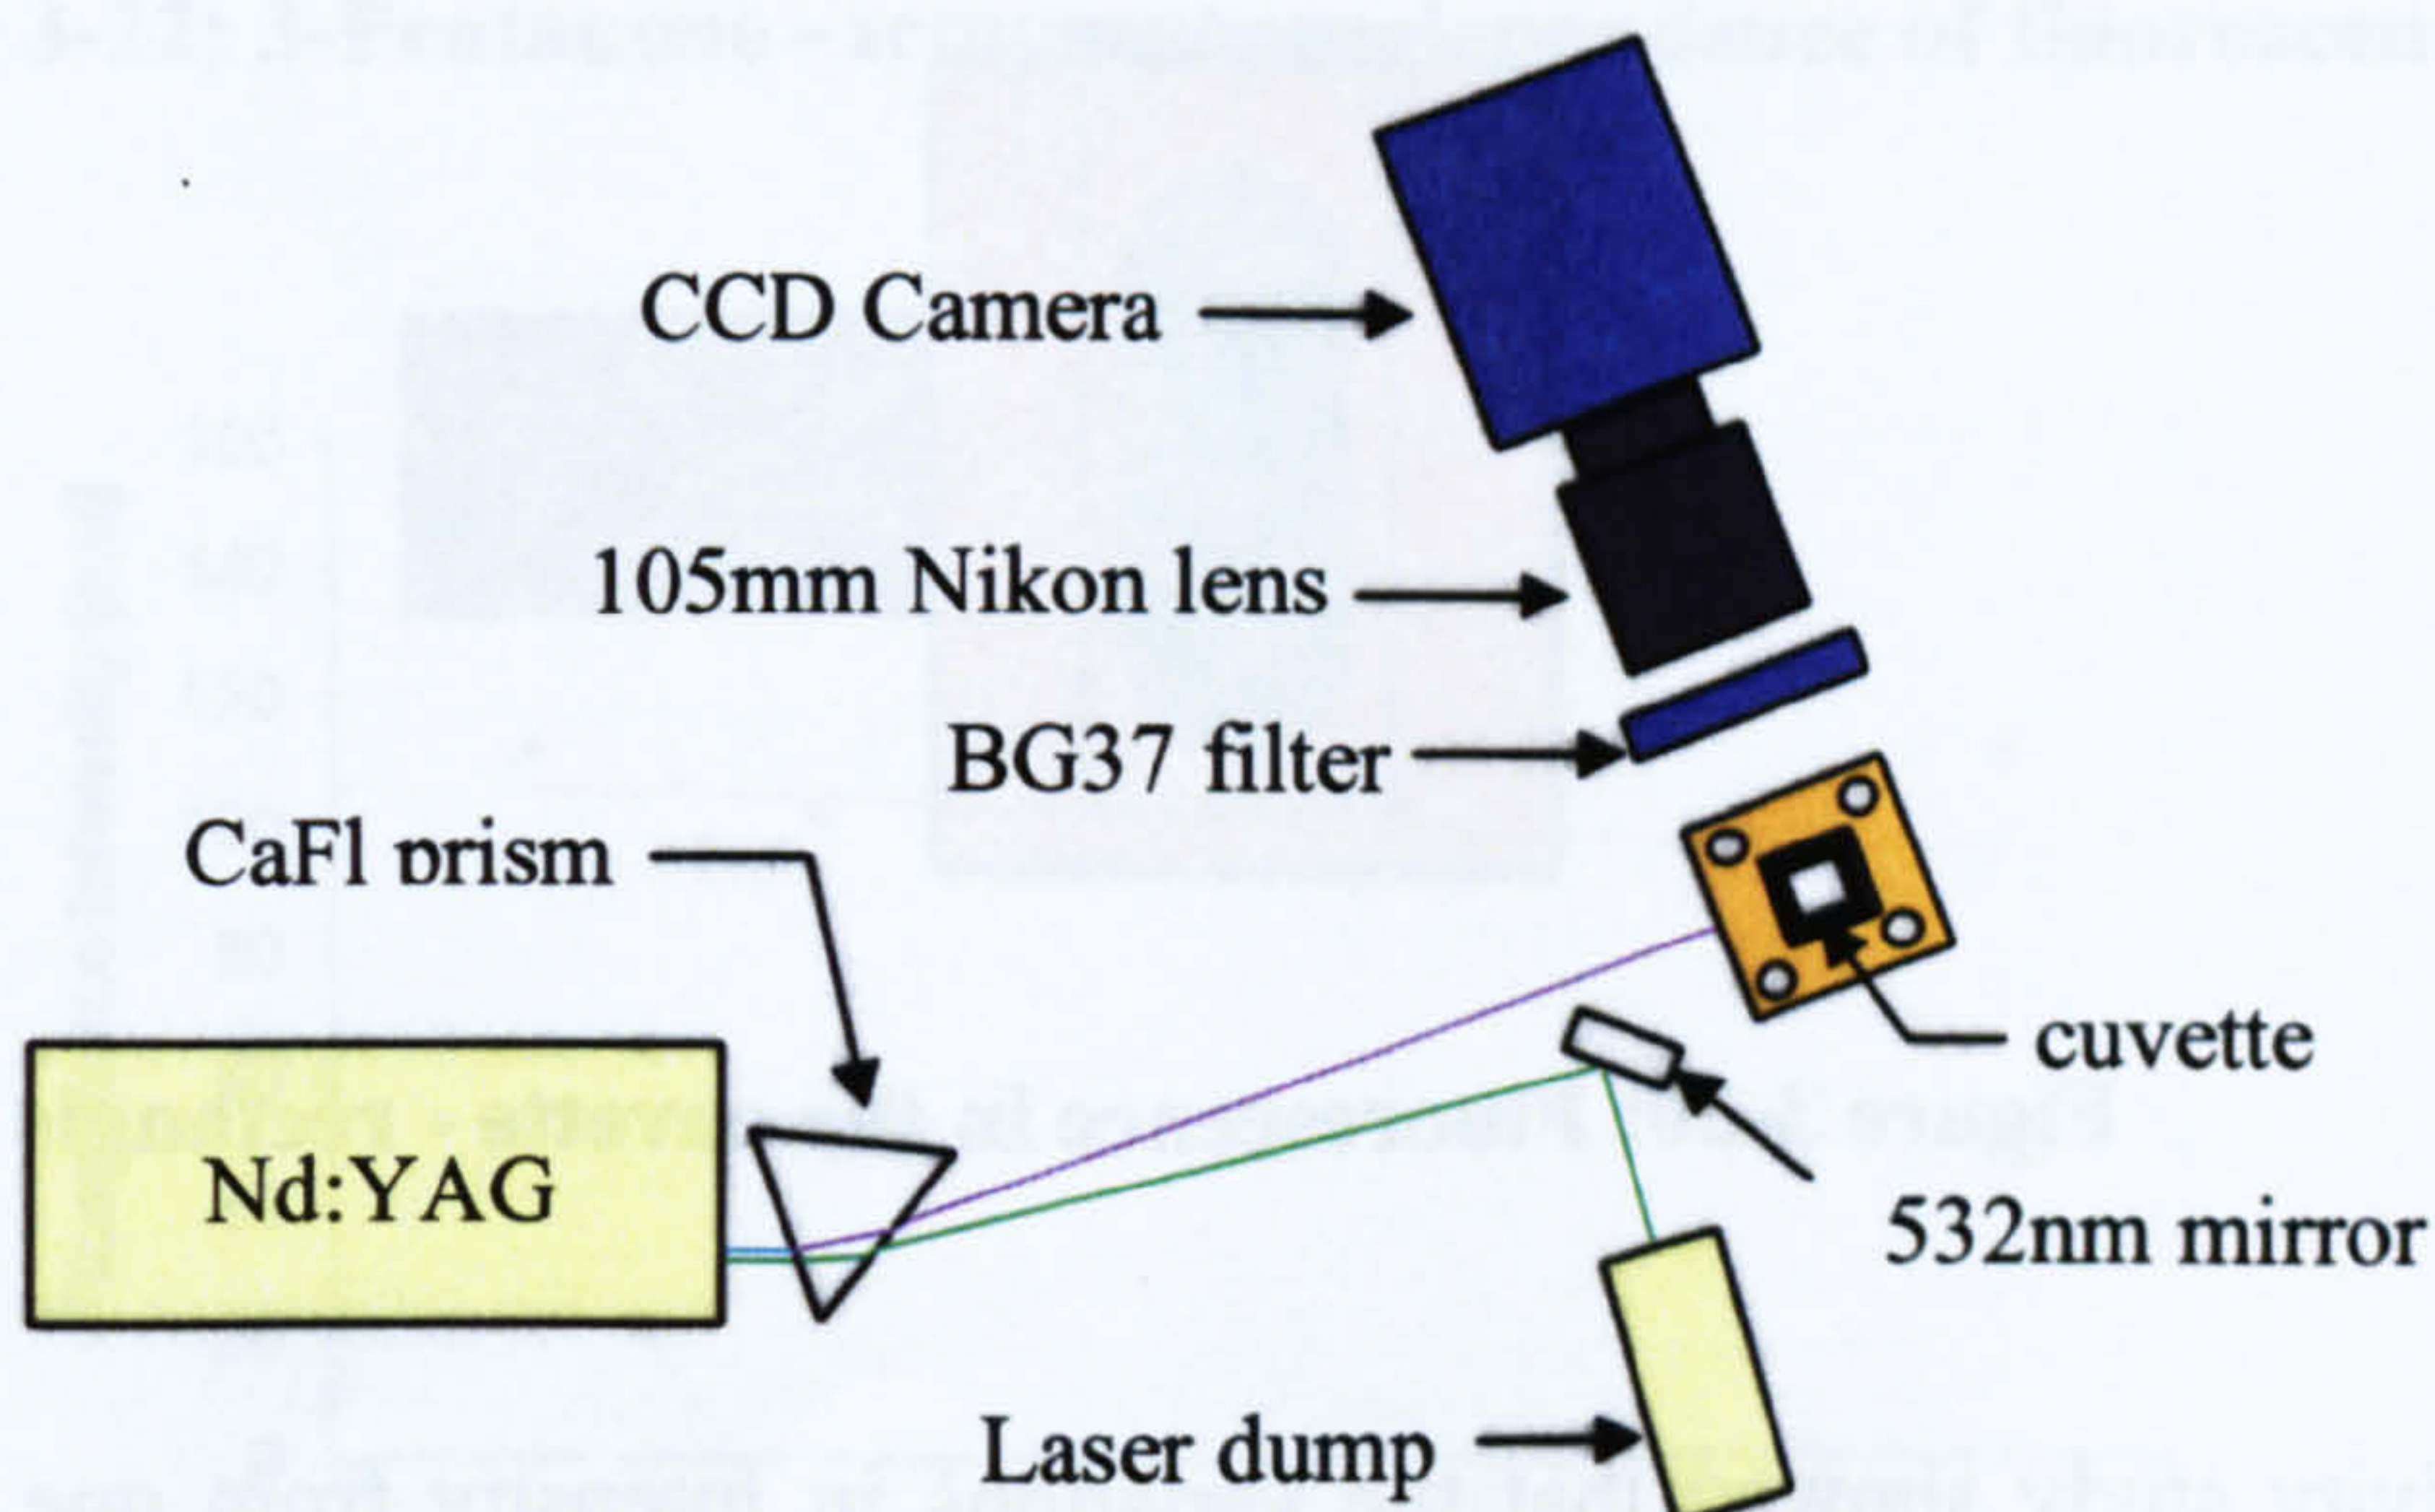 CCD Camera
105mm Nikon lens
BG37 filter
CaFl prism
Nd:YAG
cuvette
532nm mirror
Laser dump